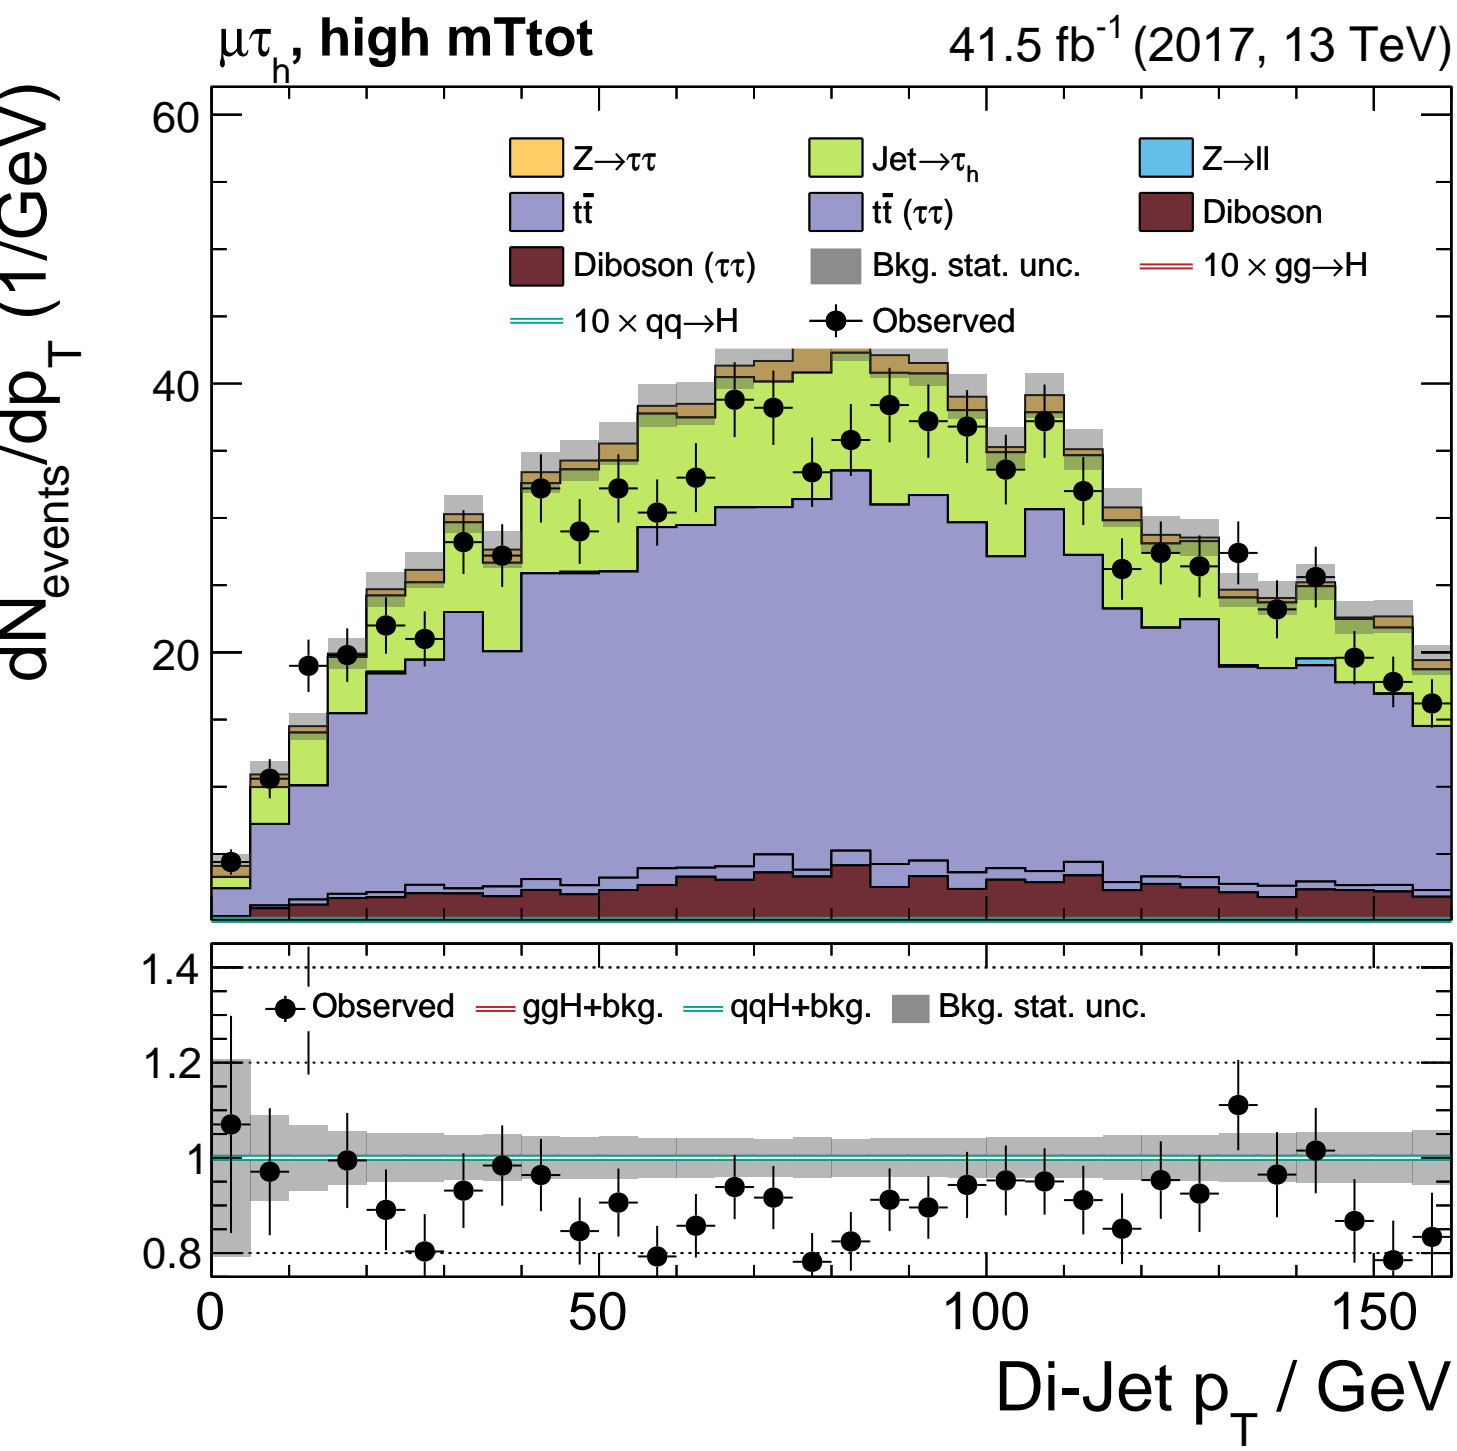 μτh, high mTtot 41.5 fb-1 (2017, 13 TeV)
dNevents/dpT (1/GeV)
60
40
20
Z→ττ Jet→τh Z→ll
tt̄ tt̄ (ττ) Diboson
Diboson (ττ) Bkg. stat. unc. 10 × gg→H
10 × qq→H Observed
1.4
1.2
1
0.8
Observed ggH+bkg. qqH+bkg. Bkg. stat. unc.
0 50 100 150
Di-Jet pT / GeV